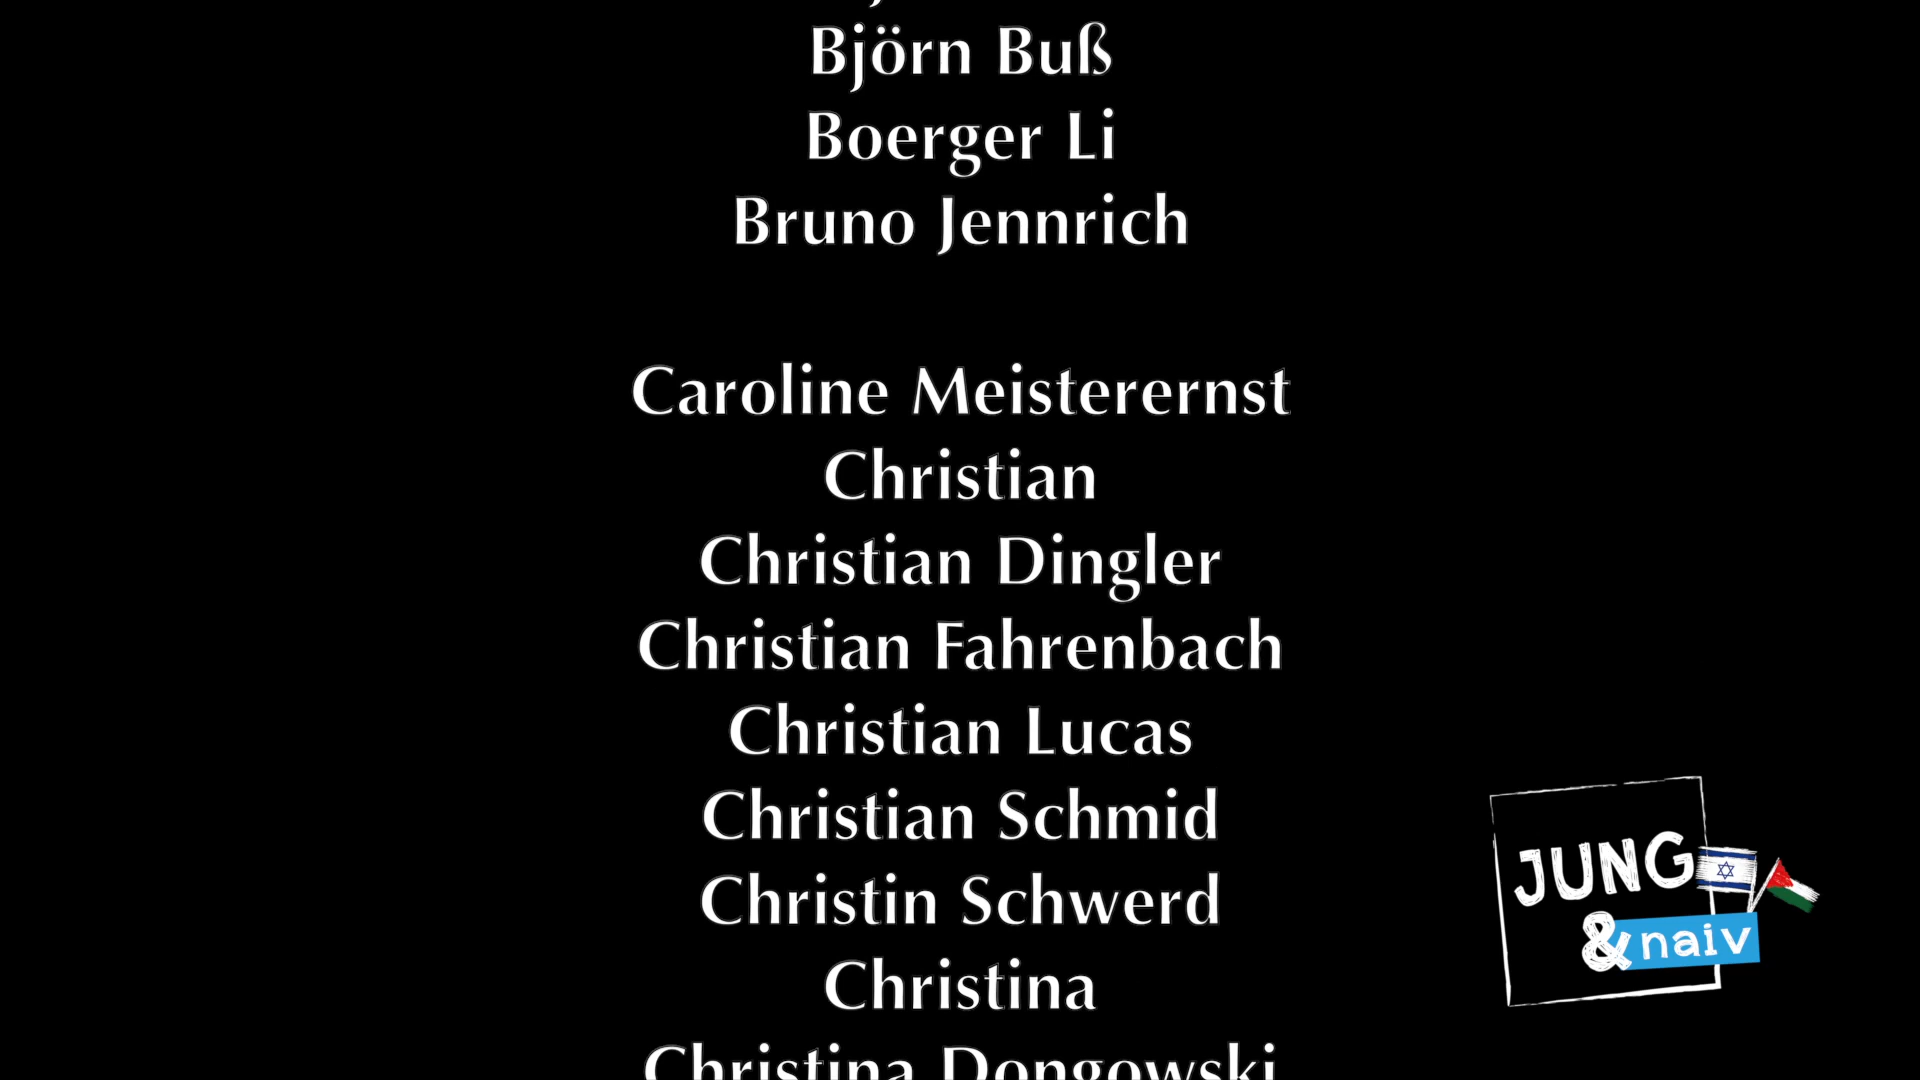 Björn Buß
Boerger Li
Bruno Jennrich
Caroline Meisterernst
Christian
Christian Dingler
Christian Fahrenbach
Christian Lucas
Christian Schmid
Christin Schwerd
Christina
Christina Dongowski
JUNG
& naiv